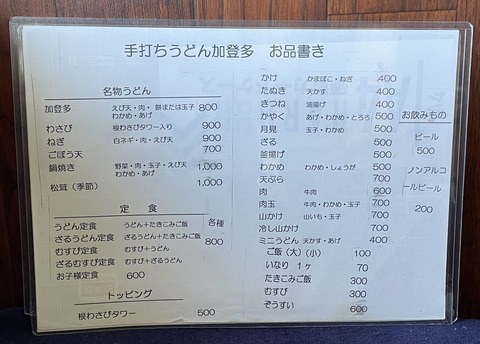 手打ちうどん加登多　お品書き
名物うどん
加登多　えび天・肉・餅または玉子 わかめ・あげ　800
わさび　根わさびタワー入り　900
ねぎ　白ネギ・肉・えび天　900
ごぼう天　700
鍋焼き　野菜・肉・玉子・えび天 わかめ・あげ　1,000
松茸（季節）　1,000
定　食
うどん定食　うどん+たきこみご飯　各種
ざるうどん定食　ざるうどん+たきこみご飯　800
むすび定食　むすび+うどん
ざるむすび定食　むすび+ざるうどん
お子様定食　600
トッピング
根わさびタワー　500
かけ　かまぼこ・ねぎ　400
たぬき　天かす　400
きつね　油揚げ　400
かやく　わかめ・あげ・とろろ　500
月見　玉子・わかめ　500
ざる　500
釜揚げ　500
わかめ　わかめ・しょうが　500
天ぷら　700
肉　牛肉　600
肉玉　牛肉・わかめ・玉子　700
山かけ　山いも・玉子　700
冷し山かけ　700
ミニうどん　天かす・あげ　400
ご飯（大）（小）　100
いなり　1ヶ　70
たきこみご飯　300
むすび　300
ぞうすい　600
お飲みもの
ビール
500
ノンアルコ
ールビール
200